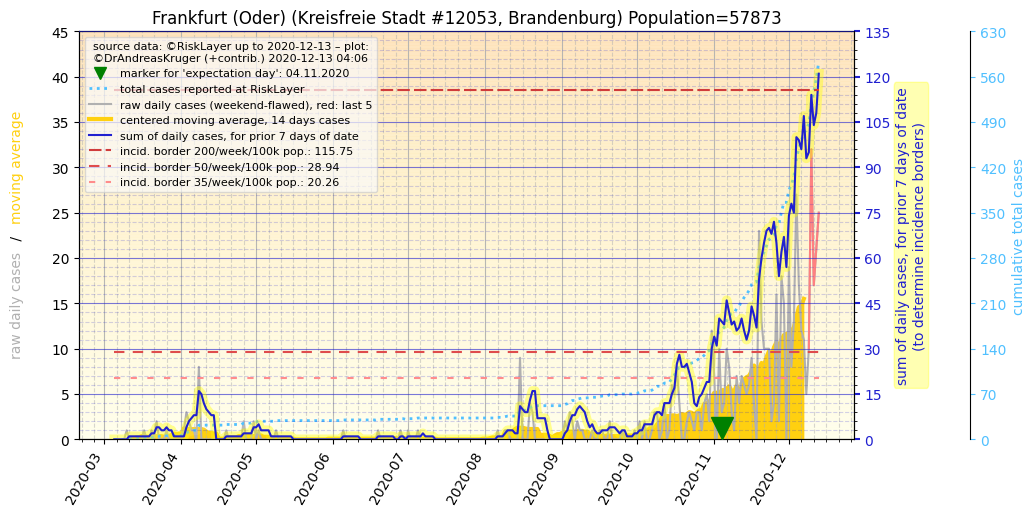 Frankfurt (Oder) (Kreisfreie Stadt #12053, Brandenburg) Population=57873
source data: ©RiskLayer up to 2020-12-13 – plot:
©DrAndreasKruger (+contrib.) 2020-12-13 04:06
marker for 'expectation day': 04.11.2020
total cases reported at RiskLayer
raw daily cases (weekend-flawed), red: last 5
centered moving average, 14 days cases
sum of daily cases, for prior 7 days of date
incid. border 200/week/100k pop.: 115.75
incid. border 50/week/100k pop.: 28.94
incid. border 35/week/100k pop.: 20.26
raw daily cases / moving average
45
40
35
30
25
20
15
10
5
0
2020-03
2020-04
2020-05
2020-06
2020-07
2020-08
2020-09
2020-10
2020-11
2020-12
135
120
105
90
75
60
45
30
15
0
sum of daily cases, for prior 7 days of date
(to determine incidence borders)
630
560
490
420
350
280
210
140
70
0
cumulative total cases